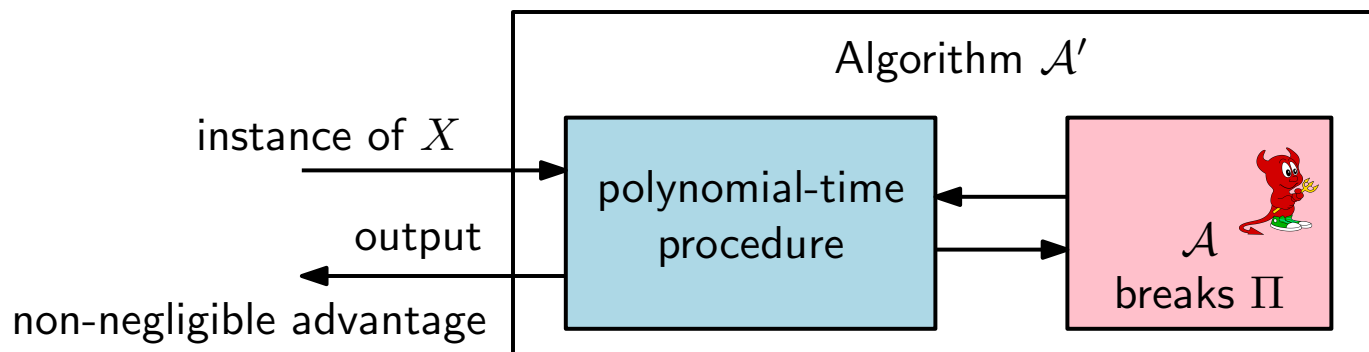 Algorithm 𝒜′
instance of X
polynomial-time
procedure
output
non-negligible advantage
𝒜
breaks Π